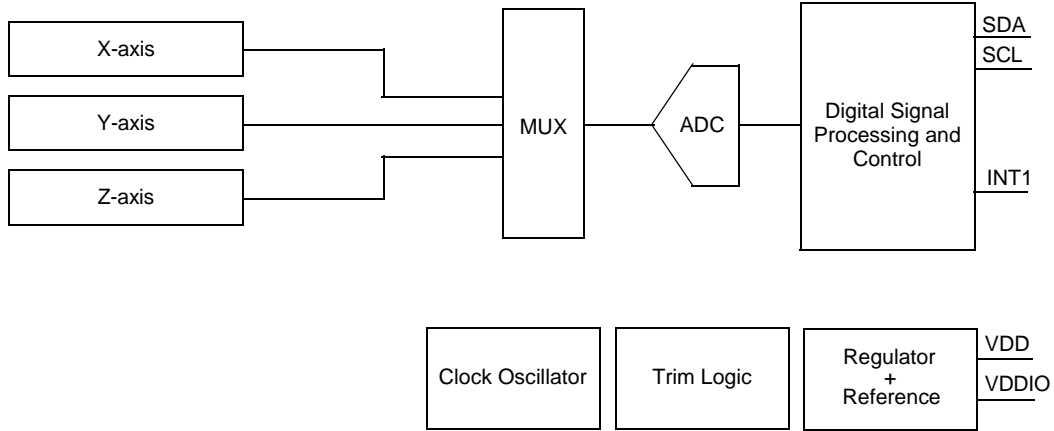 X-axis
Y-axis
Z-axis
MUX
ADC
Digital Signal
Processing and
Control
SDA
SCL
INT1
Clock Oscillator
Trim Logic
Regulator
+
Reference
VDD
VDDIO